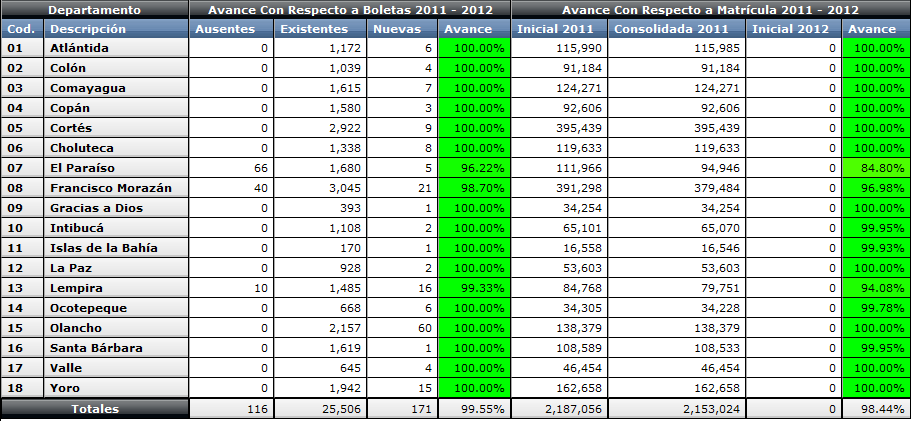 Departamento Avance Con Respecto a Boletas 2011 - 2012 Avance Con Respecto a Matrícula 2011 - 2012
Cod. Descripción Ausentes Existentes Nuevas Avance Inicial 2011 Consolidada 2011 Inicial 2012 Avance
01 Atlántida 0 1,172 6 100.00% 115,990 115,985 0 100.00%
02 Colón 0 1,039 4 100.00% 91,184 91,184 0 100.00%
03 Comayagua 0 1,615 7 100.00% 124,271 124,271 0 100.00%
04 Copán 0 1,580 3 100.00% 92,606 92,606 0 100.00%
05 Cortés 0 2,922 9 100.00% 395,439 395,439 0 100.00%
06 Choluteca 0 1,338 8 100.00% 119,633 119,633 0 100.00%
07 El Paraíso 66 1,680 5 96.22% 111,966 94,946 0 84.80%
08 Francisco Morazán 40 3,045 21 98.70% 391,298 379,484 0 96.98%
09 Gracias a Dios 0 393 1 100.00% 34,254 34,254 0 100.00%
10 Intibucá 0 1,108 2 100.00% 65,101 65,070 0 99.95%
11 Islas de la Bahía 0 170 1 100.00% 16,558 16,546 0 99.93%
12 La Paz 0 928 2 100.00% 53,603 53,603 0 100.00%
13 Lempira 10 1,485 16 99.33% 84,768 79,751 0 94.08%
14 Ocotepeque 0 668 6 100.00% 34,305 34,228 0 99.78%
15 Olancho 0 2,157 60 100.00% 138,379 138,379 0 100.00%
16 Santa Bárbara 0 1,619 1 100.00% 108,589 108,533 0 99.95%
17 Valle 0 645 4 100.00% 46,454 46,454 0 100.00%
18 Yoro 0 1,942 15 100.00% 162,658 162,658 0 100.00%
Totales 116 25,506 171 99.55% 2,187,056 2,153,024 0 98.44%